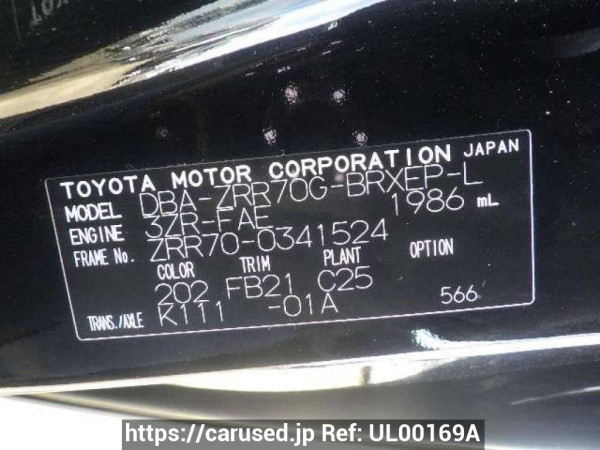 TOYOTA MOTOR CORPORATION JAPAN
MODEL DBA-ZRR70G-BRXEP-L
ENGINE 3ZR-FAE 1986 mL
FRAME No. ZRR70-0341524
COLOR TRIM PLANT OPTION
202 FB21 C25
TRANS./AXLE K111 -01A 566
https://carused.jp Ref: UL00169A